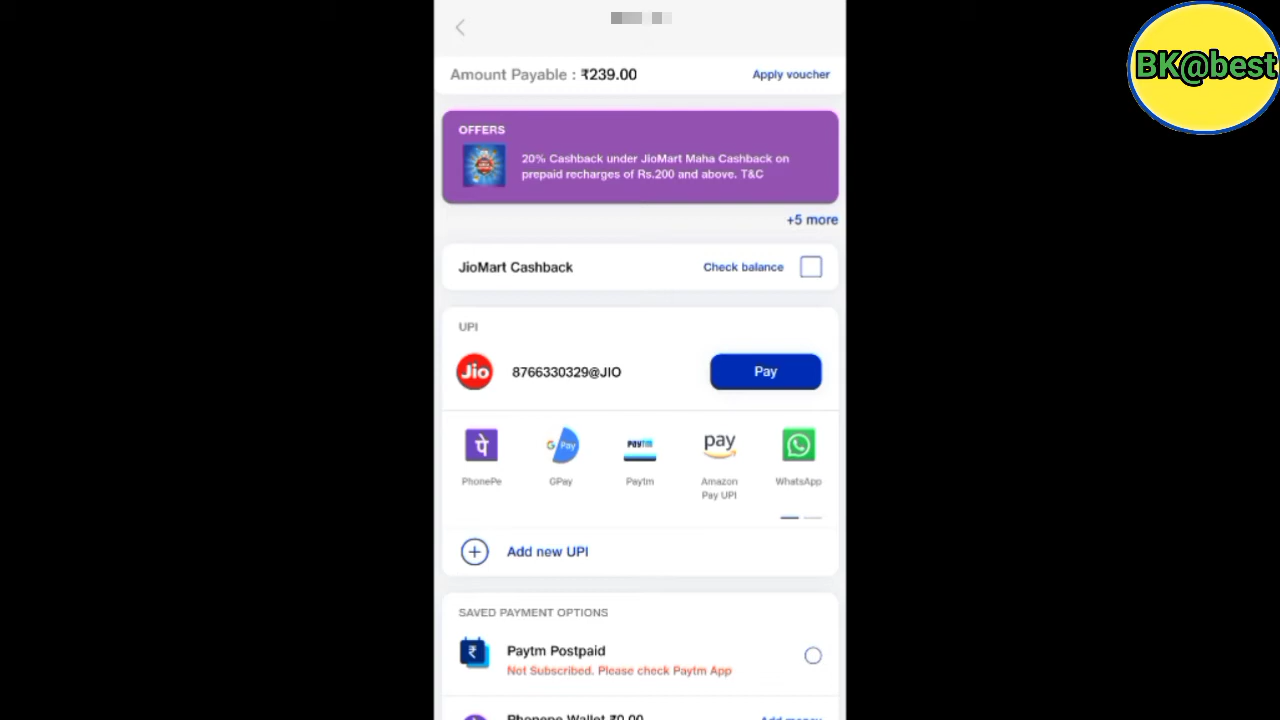 BK@best
Amount Payable : ₹239.00
Apply voucher
OFFERS
20% Cashback under JioMart Maha Cashback on
prepaid recharges of Rs.200 and above. T&C
+5 more
JioMart Cashback
Check balance
UPI
Jio
8766330329@JIO
Pay
पे
G Pay
paytm
pay
PhonePe
GPay
Paytm
Amazon
Pay UPI
WhatsApp
Add new UPI
SAVED PAYMENT OPTIONS
₹
Paytm Postpaid
Not Subscribed. Please check Paytm App
Phonepe Wallet ₹0.00
Add money